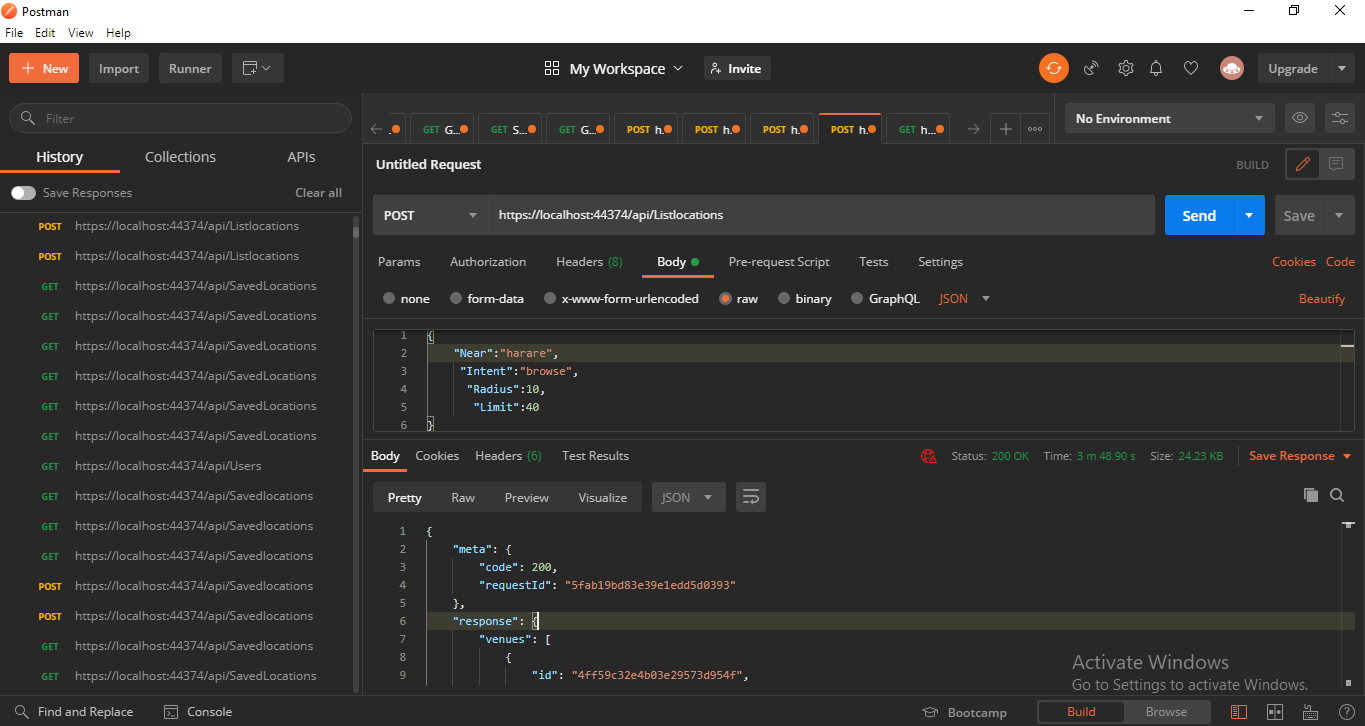 Postman
File Edit View Help
New Import Runner My Workspace Invite Upgrade
Filter
History Collections APIs
Save Responses Clear all
POST https://localhost:44374/api/Listlocations
POST https://localhost:44374/api/Listlocations
GET https://localhost:44374/api/SavedLocations
GET https://localhost:44374/api/SavedLocations
GET https://localhost:44374/api/SavedLocations
GET https://localhost:44374/api/SavedLocations
GET https://localhost:44374/api/SavedLocations
GET https://localhost:44374/api/SavedLocations
GET https://localhost:44374/api/Users
GET https://localhost:44374/api/Savedlocations
GET https://localhost:44374/api/Savedlocations
GET https://localhost:44374/api/Savedlocations
POST https://localhost:44374/api/Savedlocations
POST https://localhost:44374/api/Savedlocations
GET https://localhost:44374/api/Savedlocations
GET https://localhost:44374/api/SavedLocations
. GET G... GET S... GET G... POST h. POST h. POST h. POST h. GET h... No Environment
Untitled Request BUILD
POST https://localhost:44374/api/Listlocations Send Save
Params Authorization Headers (8) Body Pre-request Script Tests Settings Cookies Code
none form-data x-www-form-urlencoded raw binary GraphQL JSON Beautify
1 {
2 "Near":"harare",
3 "Intent":"browse",
4 "Radius":10,
5 "Limit":40
6 }
Body Cookies Headers (6) Test Results Status: 200 OK Time: 3 m 48.90 s Size: 24.23 KB Save Response
Pretty Raw Preview Visualize JSON
1 {
2 "meta": {
3 "code": 200,
4 "requestId": "5fab19bd83e39e1edd5d0393"
5 },
6 "response": {
7 "venues": [
8 {
9 "id": "4ff59c32e4b03e29573d954f",
Activate Windows
Go to Settings to activate Windows.
Find and Replace Console Bootcamp Build Browse